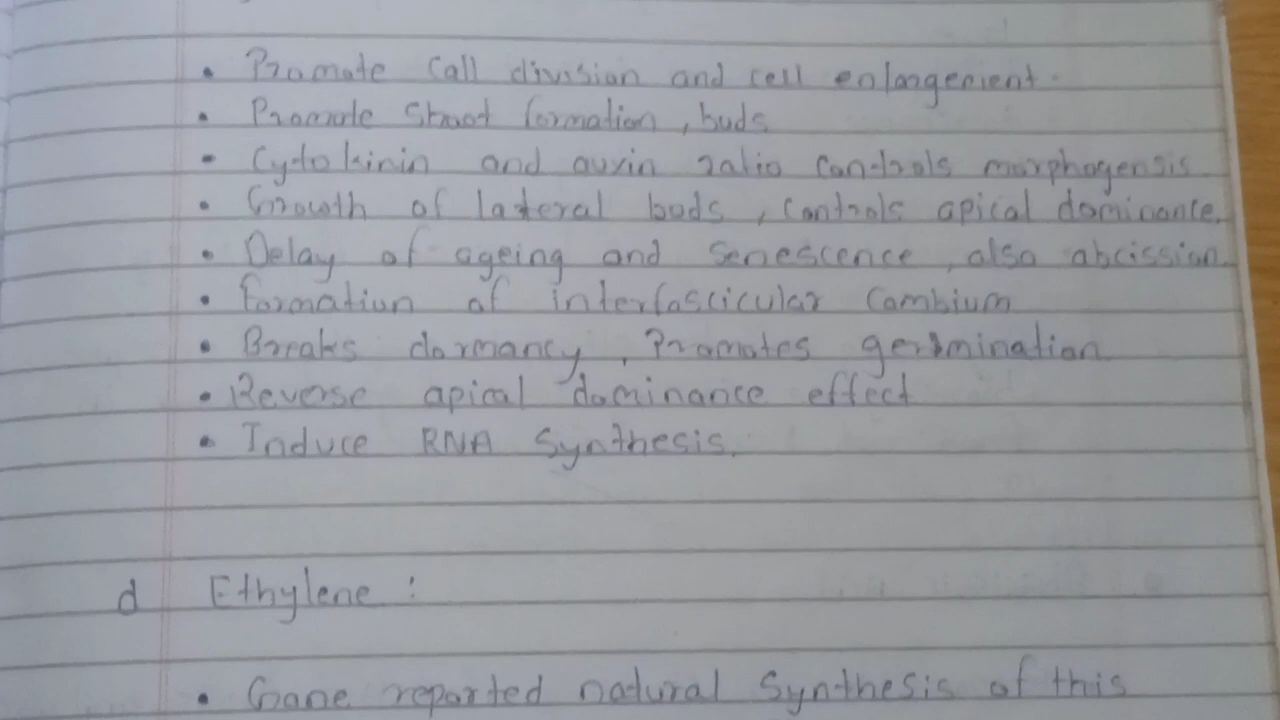 • Promote Cell division and cell enlargement.
• Promote Shoot formation, buds
• Cytokinin and auxin ratio Controls morphogensis
• Growth of lateral buds, Controls apical dominance.
• Delay of ageing and Senescence, also abcission.
• Formation of interfascicular Cambium
• Breaks dormancy, Promotes germination
• Reverse apical dominance effect
• Induce RNA Synthesis.
d Ethylene :
• Gane reported natural Synthesis of this